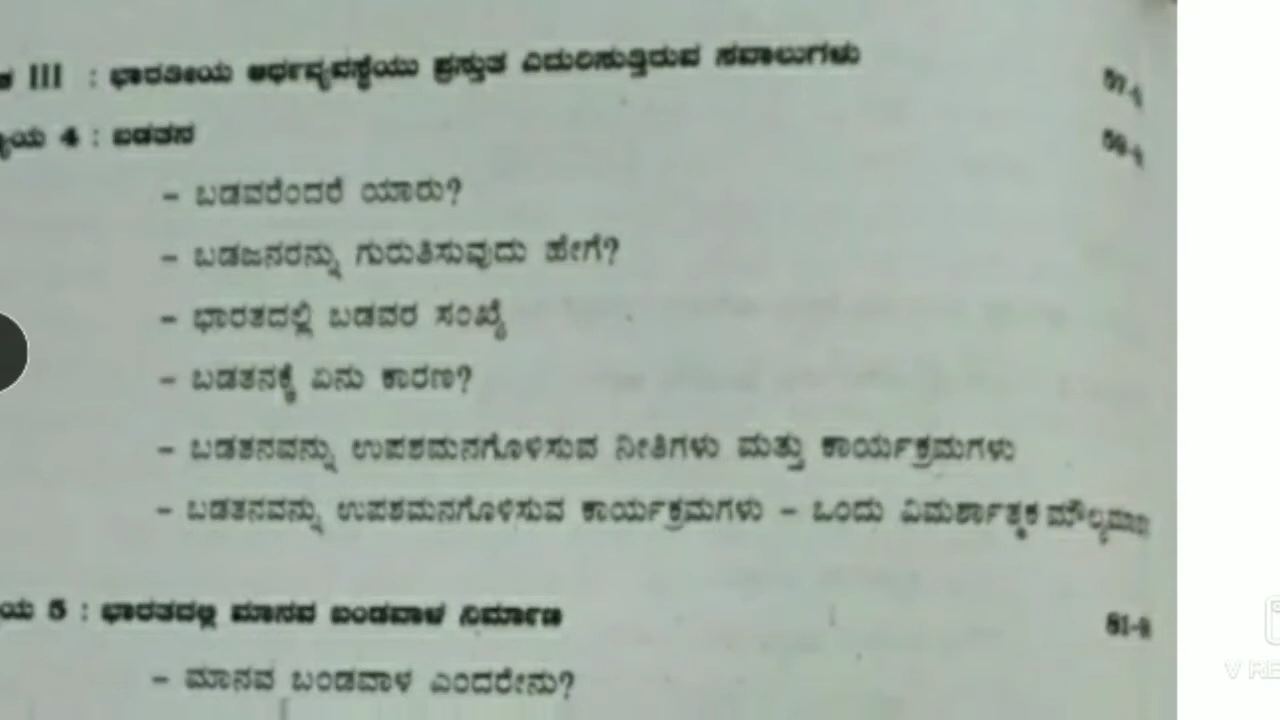 III : ಭಾರತೀಯ ಅರ್ಥವ್ಯವಸ್ಥೆಯು ಪ್ರಸ್ತುತ ಎದುರಿಸುತ್ತಿರುವ ಸವಾಲುಗಳು
4 : ಬಡತನ
– ಬಡವರೆಂದರೆ ಯಾರು?
– ಬಡಜನರನ್ನು ಗುರುತಿಸುವುದು ಹೇಗೆ?
– ಭಾರತದಲ್ಲಿ ಬಡವರ ಸಂಖ್ಯೆ
– ಬಡತನಕ್ಕೆ ಏನು ಕಾರಣ?
– ಬಡತನವನ್ನು ಉಪಶಮನಗೊಳಿಸುವ ನೀತಿಗಳು ಮತ್ತು ಕಾರ್ಯಕ್ರಮಗಳು
– ಬಡತನವನ್ನು ಉಪಶಮನಗೊಳಿಸುವ ಕಾರ್ಯಕ್ರಮಗಳು – ಒಂದು ವಿಮರ್ಶಾತ್ಮಕ
5 : ಭಾರತದಲ್ಲಿ ಮಾನವ ಬಂಡವಾಳ ನಿರ್ಮಾಣ
– ಮಾನವ ಬಂಡವಾಳ ಎಂದರೇನು?